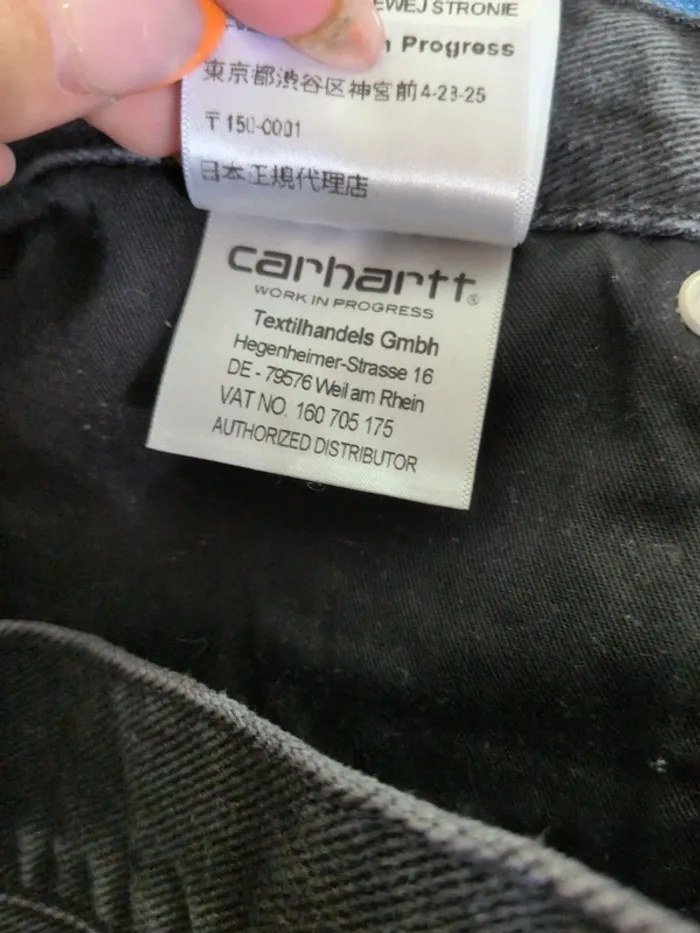 EWEJ STRONIE
n Progress
東京都渋谷区神宮前4-23-25
〒150-0001
日本正規代理店
carhartt®
WORK IN PROGRESS
Textilhandels Gmbh
Hegenheimer-Strasse 16
DE - 79576 Weil am Rhein
VAT NO. 160 705 175
AUTHORIZED DISTRIBUTOR